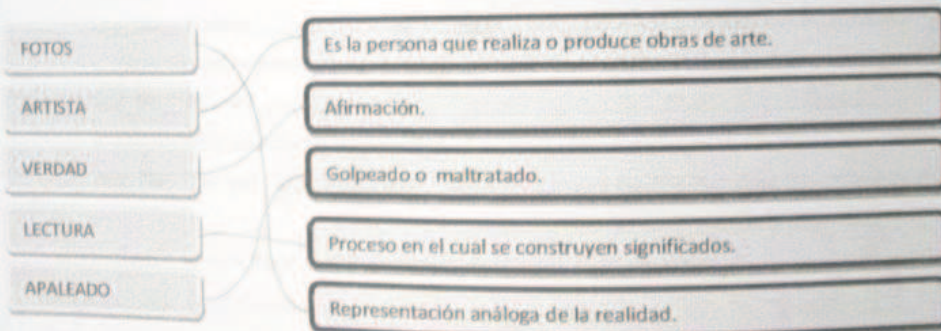 FOTOS
ARTISTA
VERDAD
LECTURA
APALEADO
Es la persona que realiza o produce obras de arte.
Afirmación.
Golpeado o maltratado.
Proceso en el cual se construyen significados.
Representación análoga de la realidad.